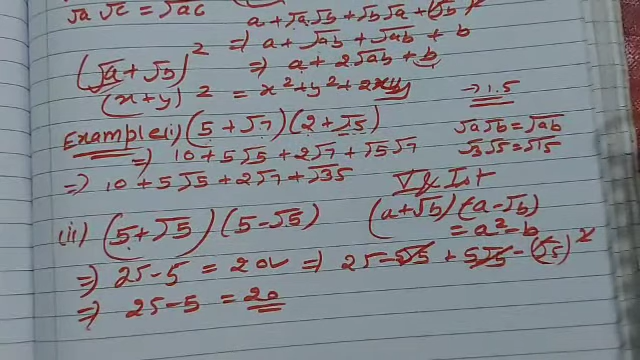 √a √c = √ac
a + √a√b + √b√a + (√b)²
⇒ a + √ab + √ab + b
(√a + √b)² ⇒ a + 2√ab + b
(x + y)² = x² + y² + 2xy
→ 1.5
Example:(i) (5 + √7)(2 + √5)
√a√b = √ab
⇒ 10 + 5√5 + 2√7 + √5√7
√3√5 = √15
⇒ 10 + 5√5 + 2√7 + √35
(ii) (5 + √5)(5 - √5)
(a + √b)(a - √b)
= a² - b
⇒ 25 - 5 = 20 ⇒ 25 - 5√5 + 5√5 - (√5)²
⇒ 25 - 5 = 20